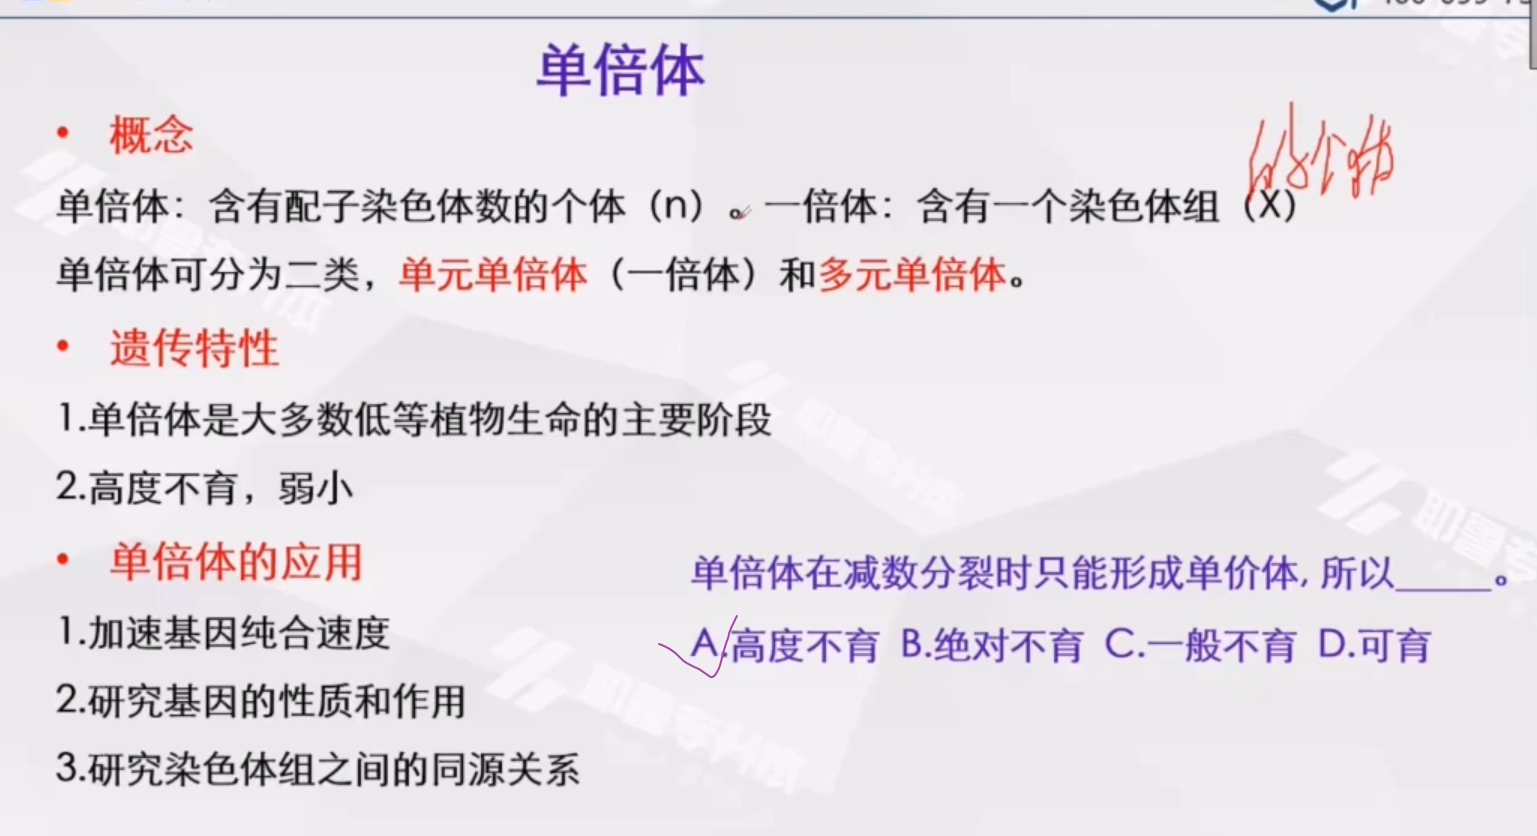 单倍体
• 概念
的个体
单倍体：含有配子染色体数的个体（n）。一倍体：含有一个染色体组（X）
单倍体可分为二类，单元单倍体（一倍体）和多元单倍体。
• 遗传特性
1.单倍体是大多数低等植物生命的主要阶段
2.高度不育，弱小
• 单倍体的应用
单倍体在减数分裂时只能形成单价体, 所以_____。
1.加速基因纯合速度
A.高度不育 B.绝对不育 C.一般不育 D.可育
2.研究基因的性质和作用
3.研究染色体组之间的同源关系